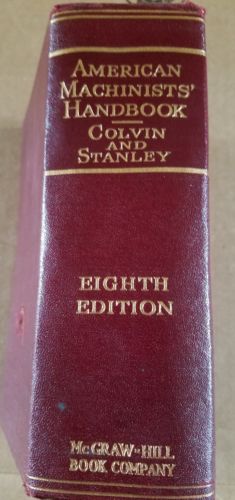 AMERICAN
MACHINISTS'
HANDBOOK
COLVIN
AND
STANLEY
EIGHTH
EDITION
McGRAW-HILL
BOOK COMPANY